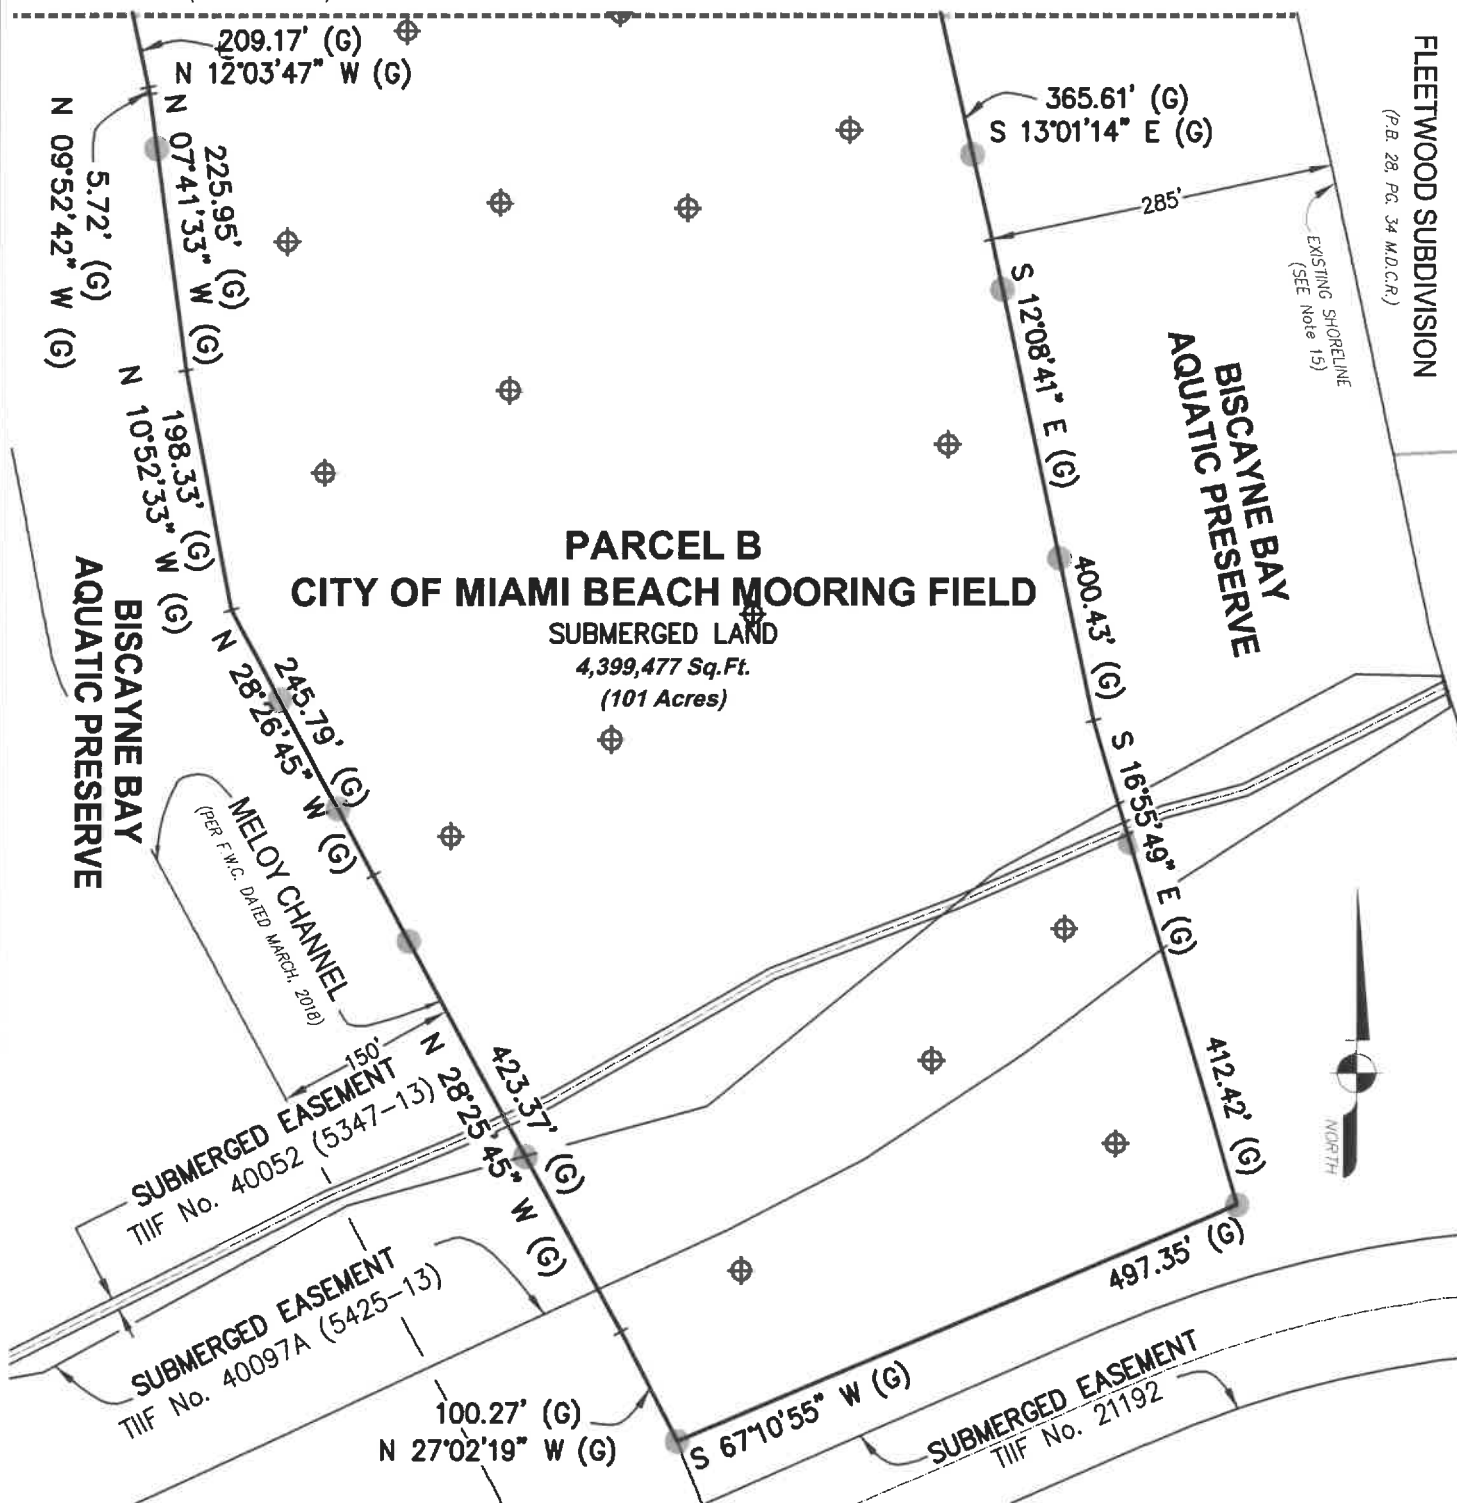 209.17' (G)
N 12°03'47" W (G)
5.72' (G)
N 09°52'42" W (G)
225.95' (G)
N 07°41'33" W (G)
198.33' (G)
N 10°52'33" W (G)
365.61' (G)
S 13°01'14" E (G)
285'
FLEETWOOD SUBDIVISION
(P.B. 28, PG. 34 M.D.C.R.)
EXISTING SHORELINE
(SEE Note 15)
BISCAYNE BAY
AQUATIC PRESERVE
S 12°08'41" E (G)
400.43' (G)
PARCEL B
CITY OF MIAMI BEACH MOORING FIELD
SUBMERGED LAND
4,399,477 Sq.Ft.
(101 Acres)
BISCAYNE BAY
AQUATIC PRESERVE
245.79' (G)
N 28°26'45" W (G)
MELOY CHANNEL
(PER F.W.C. DATED MARCH, 2018)
150'
S 16°55'49" E (G)
412.42' (G)
NORTH
423.37' (G)
N 28°25'45" W (G)
SUBMERGED EASEMENT
TIIF No. 40052 (5347-13)
SUBMERGED EASEMENT
TIIF No. 40097A (5425-13)
100.27' (G)
N 27°02'19" W (G)
497.35' (G)
S 67°10'55" W (G)
SUBMERGED EASEMENT
TIIF No. 21192